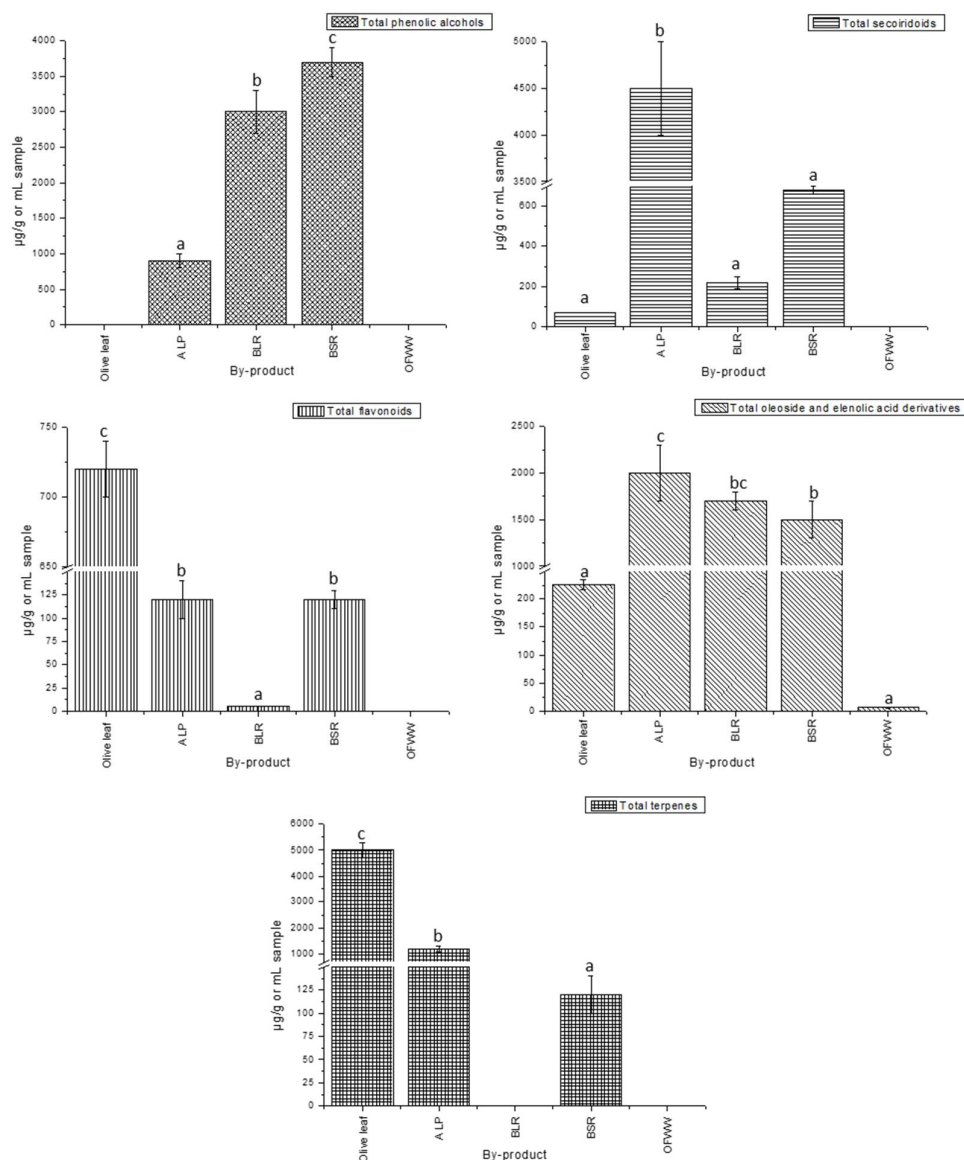 Total phenolic alcohols
4000
3500
3000
2500
2000
1500
1000
500
0
µg/g or mL sample
a
b
c
Olive leaf
A LP
BLR
BSR
OFWW
By-product
Total secoiridoids
5000
4500
4000
3500
600
400
200
0
µg/g or mL sample
a
b
a
a
Olive leaf
A LP
BLR
BSR
OFWW
By-product
Total flavonoids
750
700
650
125
100
75
50
25
0
µg/g or mL sample
c
b
a
b
Olive leaf
A LP
BLR
BSR
OFWW
By-product
Total oleoside and elenolic acid derivatives
2500
2000
1500
1000
200
150
100
50
0
µg/g or mL sample
a
c
bc
b
a
Olive leaf
A LP
BLR
BSR
OFWW
By-product
Total terpenes
6000
5000
4000
3000
2000
1000
125
100
75
50
25
0
µg/g or mL sample
c
b
a
Olive leaf
A LP
BLR
BSR
OFWW
By-product